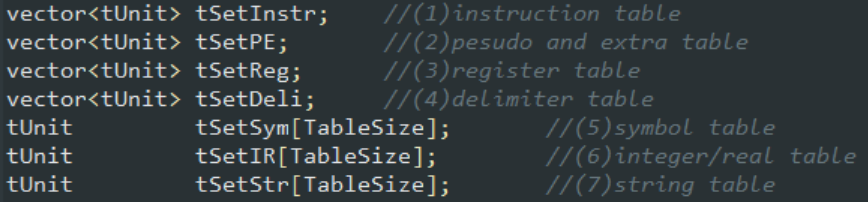 vector<tUnit> tSetInstr;    //(1)instruction table
vector<tUnit> tSetPE;       //(2)pesudo and extra table
vector<tUnit> tSetReg;      //(3)register table
vector<tUnit> tSetDeli;     //(4)delimiter table
tUnit         tSetSym[TableSize];       //(5)symbol table
tUnit         tSetIR[TableSize];        //(6)integer/real table
tUnit         tSetStr[TableSize];       //(7)string table